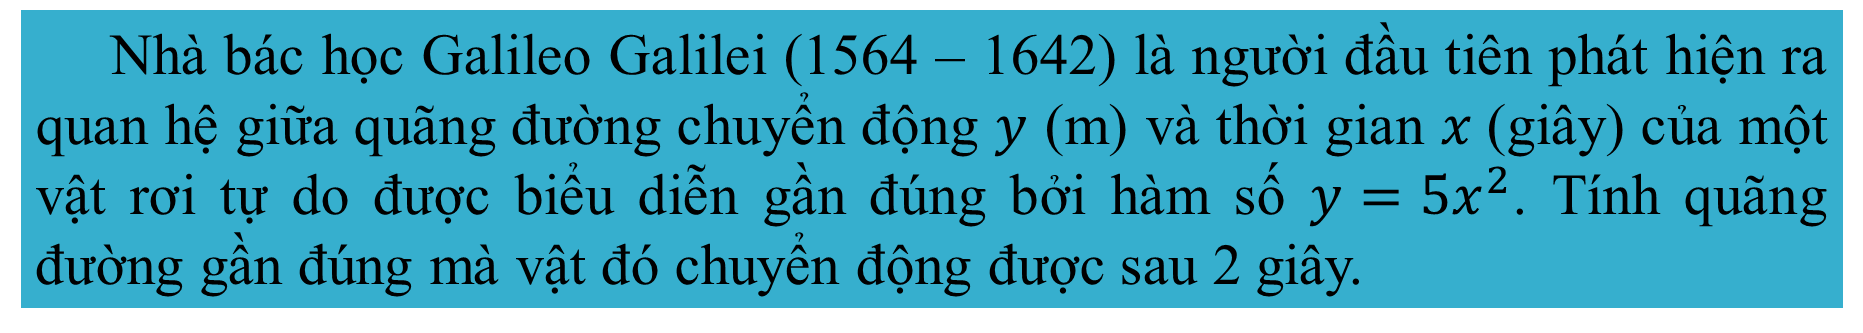 Nhà bác học Galileo Galilei (1564 – 1642) là người đầu tiên phát hiện ra
quan hệ giữa quãng đường chuyển động y (m) và thời gian x (giây) của một
vật rơi tự do được biểu diễn gần đúng bởi hàm số y = 5x². Tính quãng
đường gần đúng mà vật đó chuyển động được sau 2 giây.